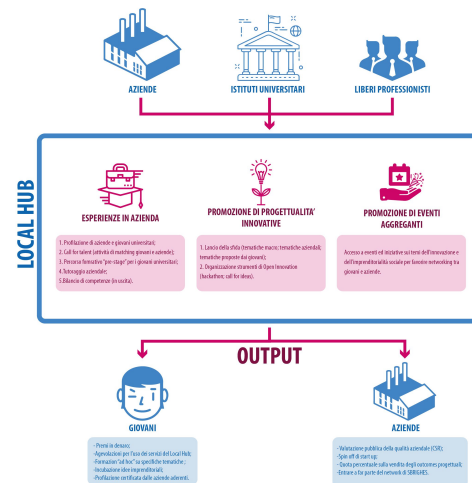 AZIENDE
ISTITUTI UNIVERSITARI
LIBERI PROFESSIONISTI
LOCAL HUB
ESPERIENZE IN AZIENDA
1. Profilazione di aziende e giovani universitari;
2. Call for talent (attività di matching giovani e aziende);
3. Percorso formativo "pre-stage" per i giovani universitari;
4.Tutoraggio aziendale;
5.Bilancio di competenze (in uscita).
PROMOZIONE DI PROGETTUALITA'
INNOVATIVE
1. Lancio della sfida (tematiche macro; tematiche aziendali;
tematiche proposte dai giovani);
2. Organizzazione strumenti di Open Innovation
(hackathon; call for ideas).
PROMOZIONE DI EVENTI
AGGREGANTI
Accesso a eventi ed iniziative sui temi dell'innovazione e
dell'imprenditorialità sociale per favorire networking tra
giovani e aziende.
OUTPUT
GIOVANI
- Premi in denaro;
-Agevolazioni per l'uso dei servizi del Local Hub;
-Formazion "ad hoc" su specifiche tematiche ;
-Incubazione idee imprenditoriali;
-Profilazione certificata dalle aziende aderenti.
AZIENDE
- Valutazione pubblica della qualità aziendale (CSR);
-Spin off di start up;
- Quota percentuale sulla vendita degli outcomes progettuali;
-Entrare a far parte del network di SBRIGHES.